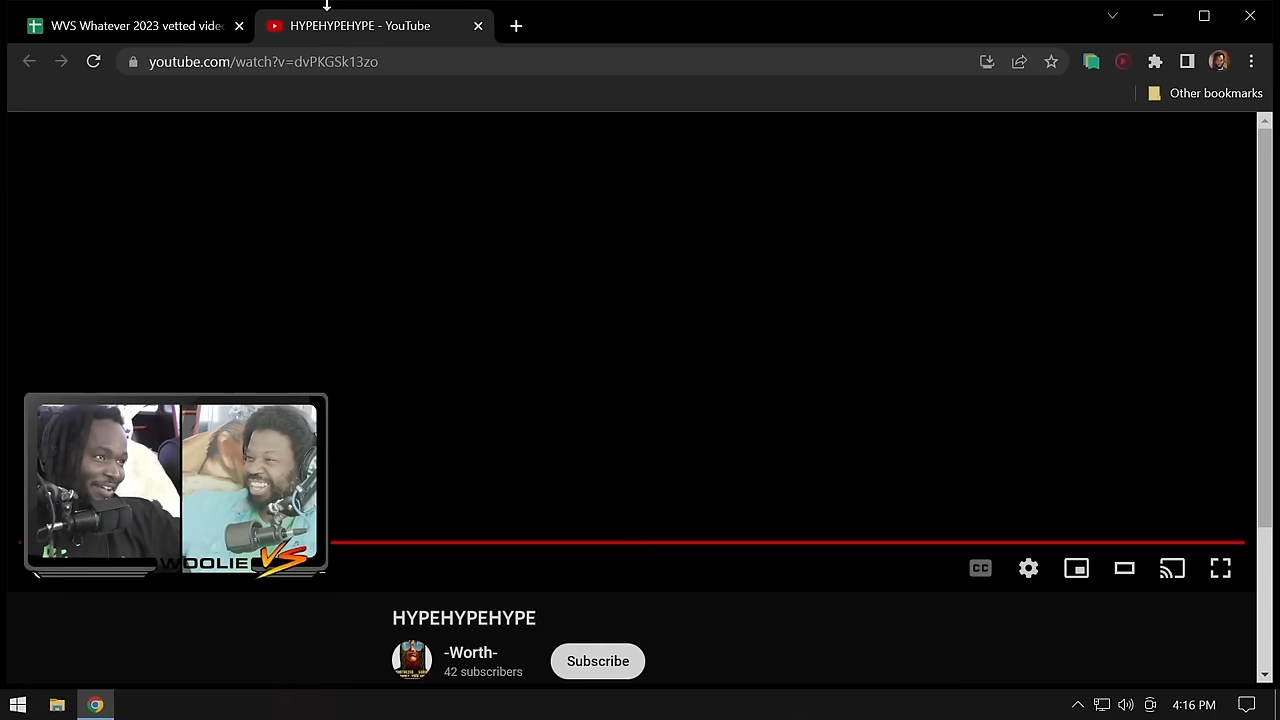 WVS Whatever 2023 vetted vide
HYPEHYPEHYPE - YouTube
youtube.com/watch?v=dvPKGSk13zo
Other bookmarks
WOOLIE VS
CC
HYPEHYPEHYPE
-Worth-
42 subscribers
Subscribe
4:16 PM